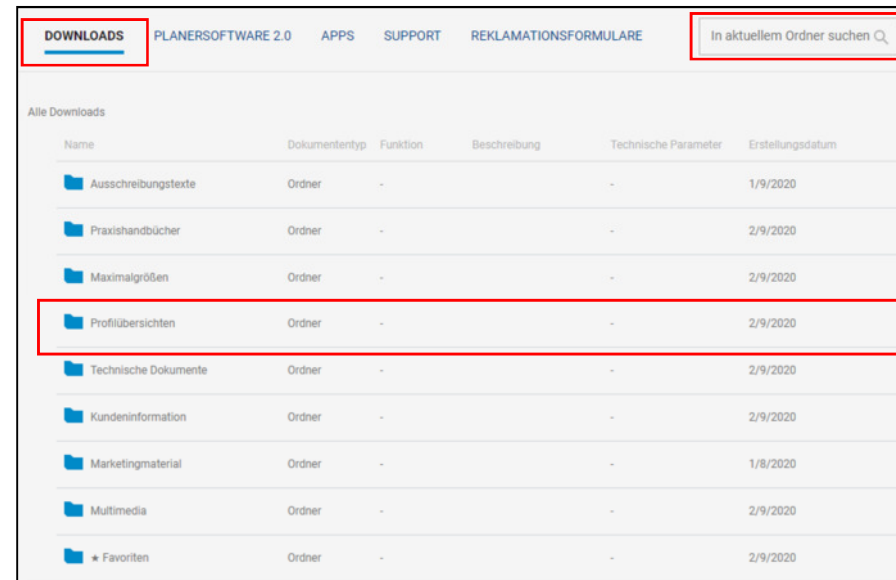 DOWNLOADS PLANERSOFTWARE 2.0 APPS SUPPORT REKLAMATIONSFORMULARE In aktuellem Ordner suchen
Alle Downloads
Name Dokumententyp Funktion Beschreibung Technische Parameter Erstellungsdatum
Ausschreibungstexte Ordner - - 1/9/2020
Praxishandbücher Ordner - - 2/9/2020
Maximalgrößen Ordner - - 2/9/2020
Profilübersichten Ordner - - 2/9/2020
Technische Dokumente Ordner - - 2/9/2020
Kundeninformation Ordner - - 2/9/2020
Marketingmaterial Ordner - - 1/8/2020
Multimedia Ordner - - 2/9/2020
★ Favoriten Ordner - - 2/9/2020